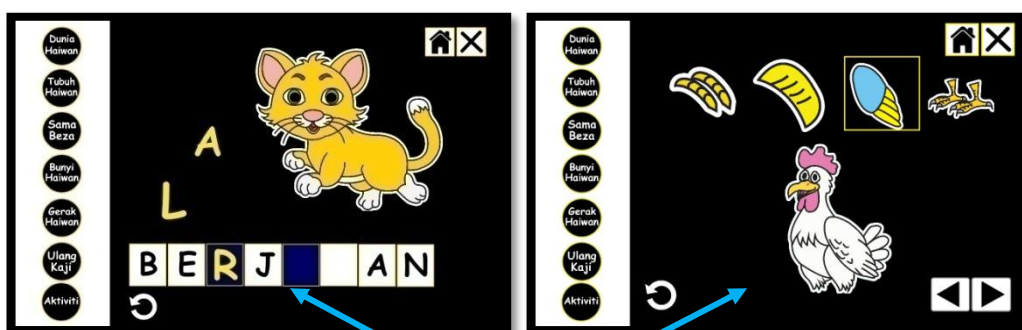 Dunia
Haiwan
Tubuh
Haiwan
Sama
Beza
Bunyi
Haiwan
Gerak
Haiwan
Ulang
Kaji
Aktiviti
A
L
B E R J A N
Dunia
Haiwan
Tubuh
Haiwan
Sama
Beza
Bunyi
Haiwan
Gerak
Haiwan
Ulang
Kaji
Aktiviti